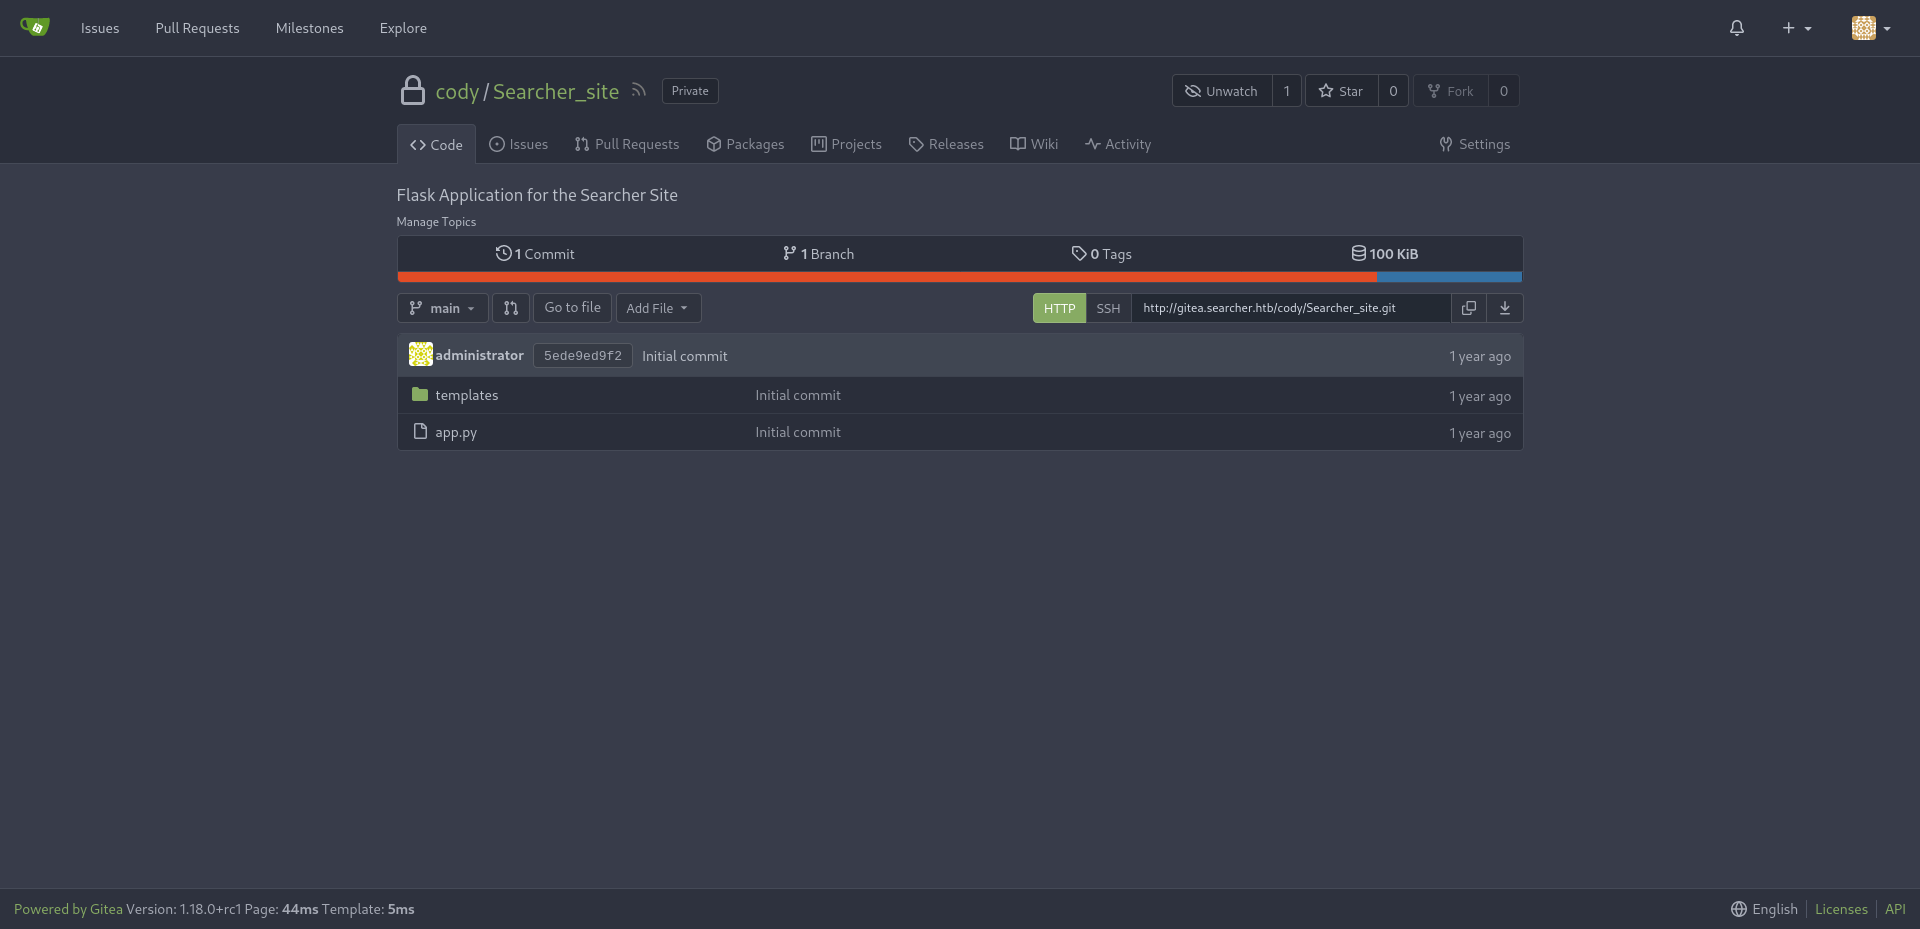 Issues Pull Requests Milestones Explore
cody / Searcher_site Private Unwatch 1 Star 0 Fork 0
Code Issues Pull Requests Packages Projects Releases Wiki Activity Settings
Flask Application for the Searcher Site
Manage Topics
1 Commit 1 Branch 0 Tags 100 KiB
main Go to file Add File HTTP SSH http://gitea.searcher.htb/cody/Searcher_site.git
administrator 5ede9ed9f2 Initial commit 1 year ago
templates Initial commit 1 year ago
app.py Initial commit 1 year ago
Powered by Gitea Version: 1.18.0+rc1 Page: 44ms Template: 5ms English Licenses API